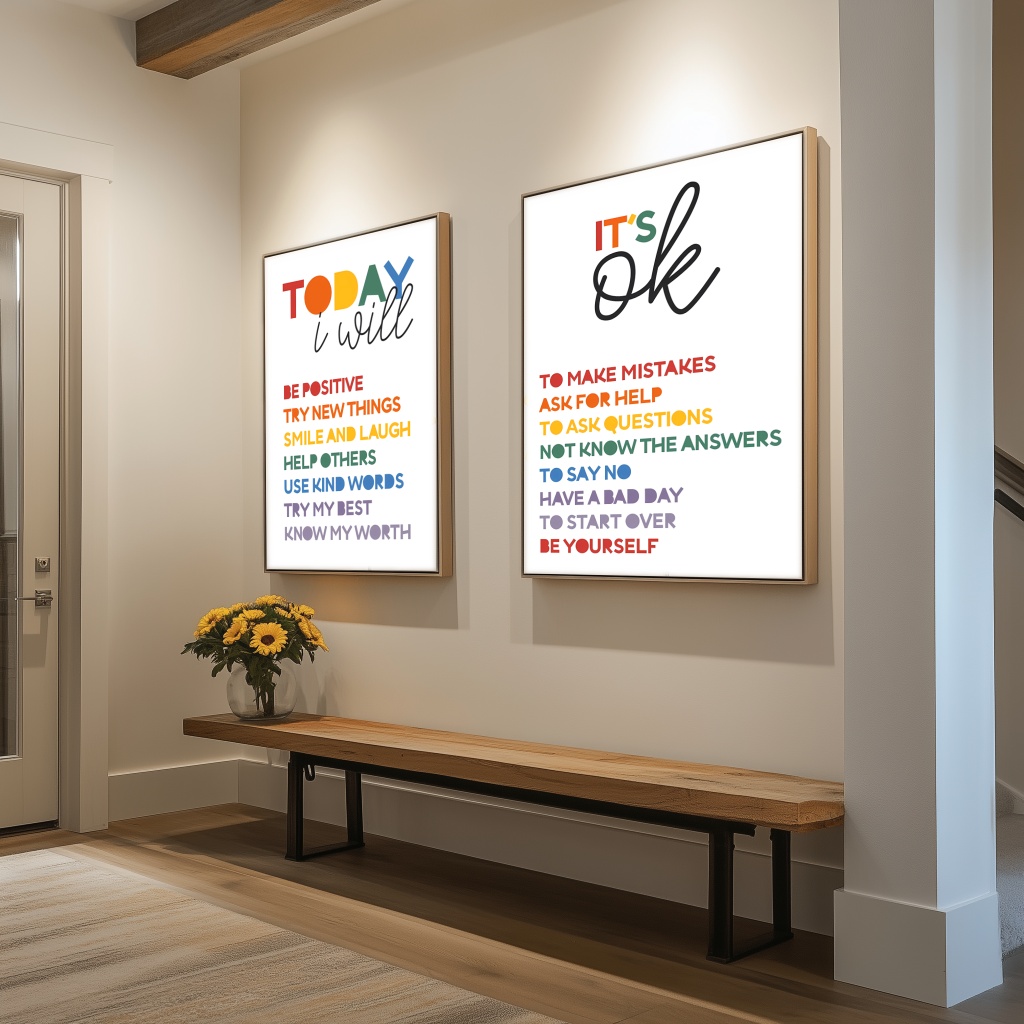 TODAY
i will
BE POSITIVE
TRY NEW THINGS
SMILE AND LAUGH
HELP OTHERS
USE KIND WORDS
TRY MY BEST
KNOW MY WORTH
IT'S
ok
TO MAKE MISTAKES
ASK FOR HELP
TO ASK QUESTIONS
NOT KNOW THE ANSWERS
TO SAY NO
HAVE A BAD DAY
TO START OVER
BE YOURSELF